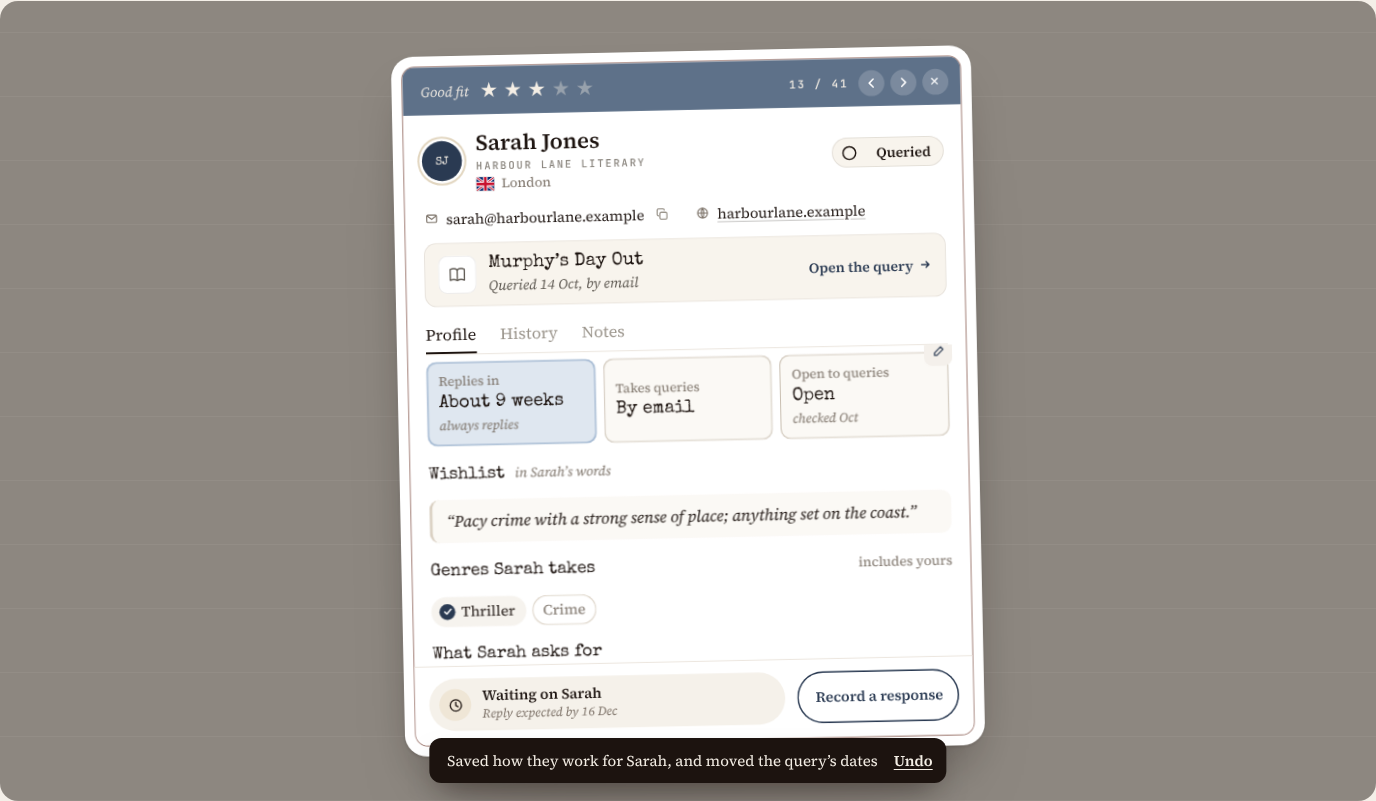 Good fit
13 / 41
SJ
Sarah Jones
HARBOUR LANE LITERARY
London
Queried
sarah@harbourlane.example
harbourlane.example
Murphy’s Day Out
Queried 14 Oct, by email
Open the query
Profile History Notes
Replies in
About 9 weeks
always replies
Takes queries
By email
Open to queries
Open
checked Oct
Wishlist in Sarah’s words
“Pacy crime with a strong sense of place; anything set on the coast.”
Genres Sarah takes
includes yours
Thriller
Crime
What Sarah asks for
Waiting on Sarah
Reply expected by 16 Dec
Record a response
Saved how they work for Sarah, and moved the query’s dates Undo